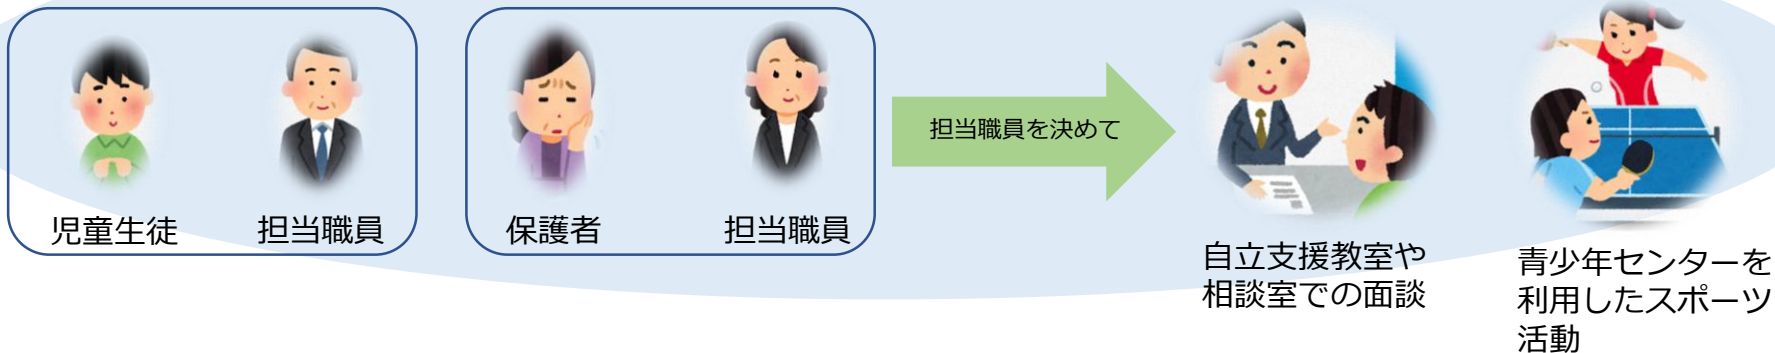 児童生徒
担当職員
保護者
担当職員
担当職員を決めて
自立支援教室や
相談室での面談
青少年センターを
利用したスポーツ
活動